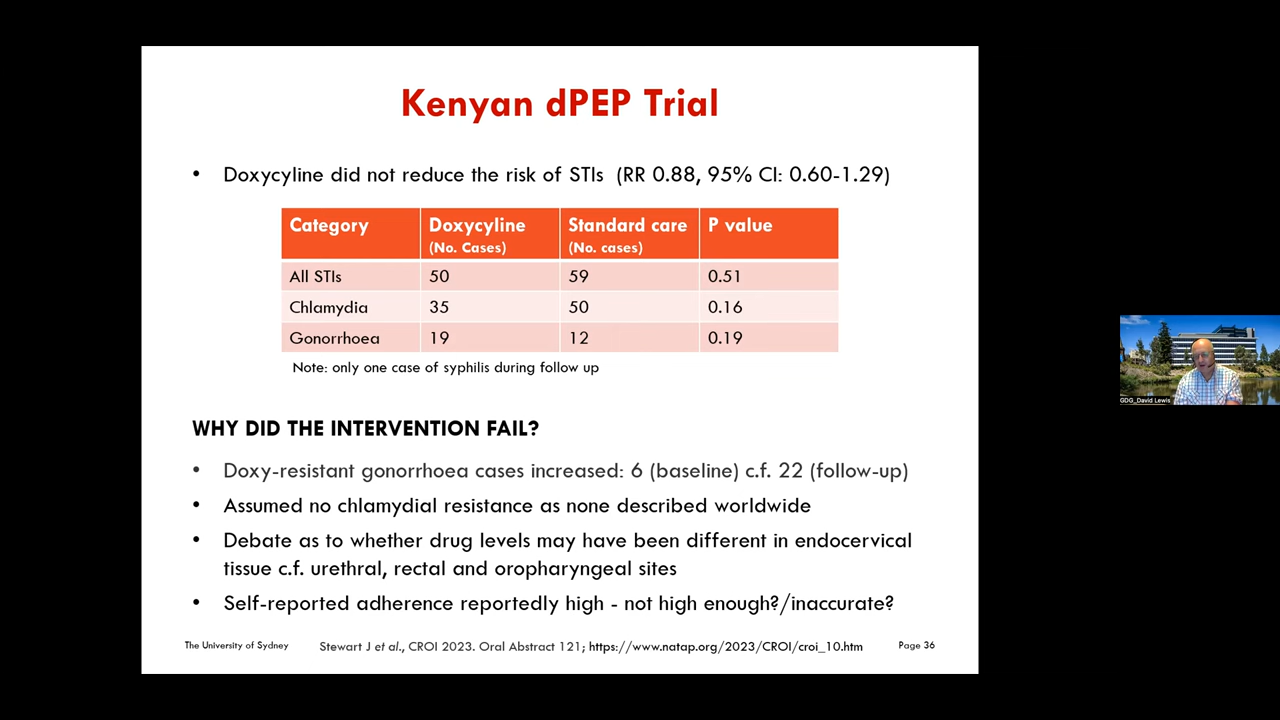 Kenyan dPEP Trial
• Doxycycline did not reduce the risk of STIs (RR 0.88, 95% CI: 0.60-1.29)
Category Doxycyline Standard care P value
(No. Cases) (No. cases)
All STIs 50 59 0.51
Chlamydia 35 50 0.16
Gonorrhoea 19 12 0.19
Note: only one case of syphilis during follow up
WHY DID THE INTERVENTION FAIL?
• Doxy-resistant gonorrhoea cases increased: 6 (baseline) c.f. 22 (follow-up)
• Assumed no chlamydial resistance as none described worldwide
• Debate as to whether drug levels may have been different in endocervical
tissue c.f. urethral, rectal and oropharyngeal sites
• Self-reported adherence reportedly high - not high enough?/inaccurate?
The University of Sydney Stewart J et al., CROI 2023. Oral Abstract 121; https://www.natap.org/2023/CROI/croi_10.htm Page 36
GDG_David Lewis